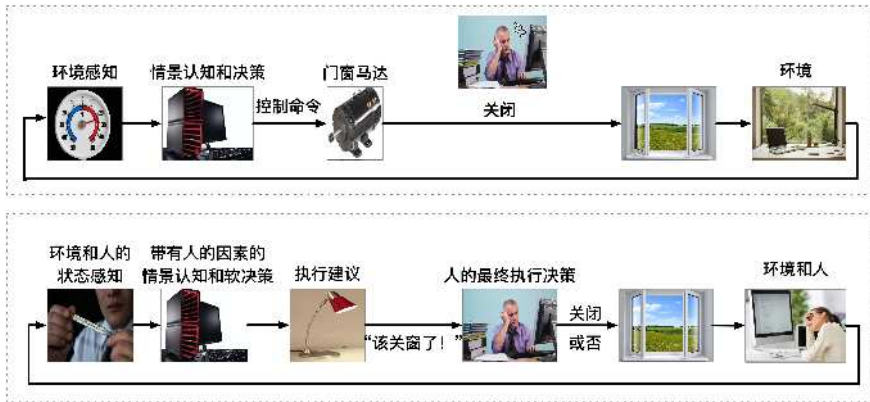 环境感知
情景认知和决策
控制命令
门窗马达
关闭
环境
环境和人的
状态感知
带有人的因素的
情景认知和软决策
执行建议
“该关窗了！”
人的最终执行决策
关闭
或否
环境和人